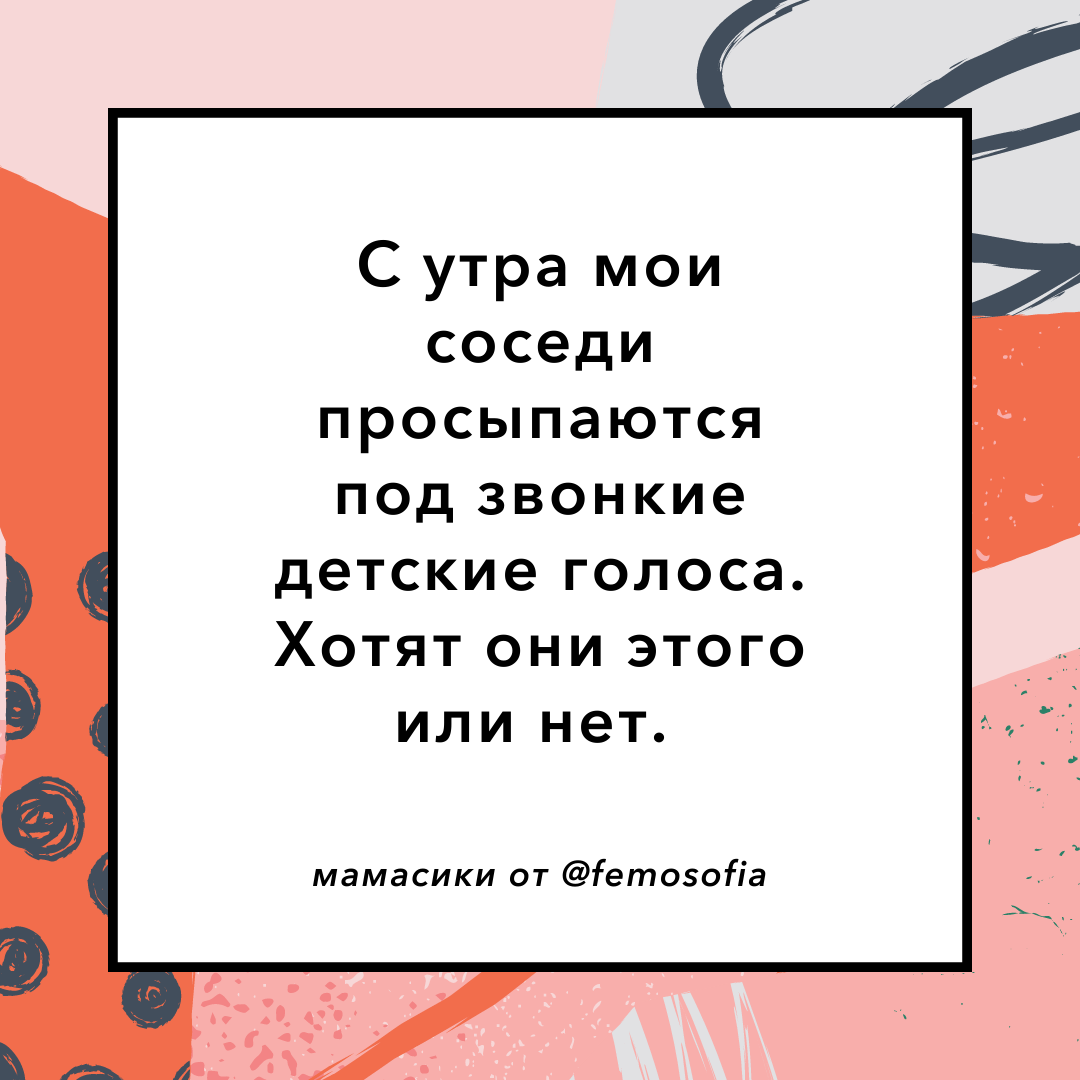 С утра мои
соседи
просыпаются
под звонкие
детские голоса.
Хотят они этого
или нет.
мамасики от @femosofia